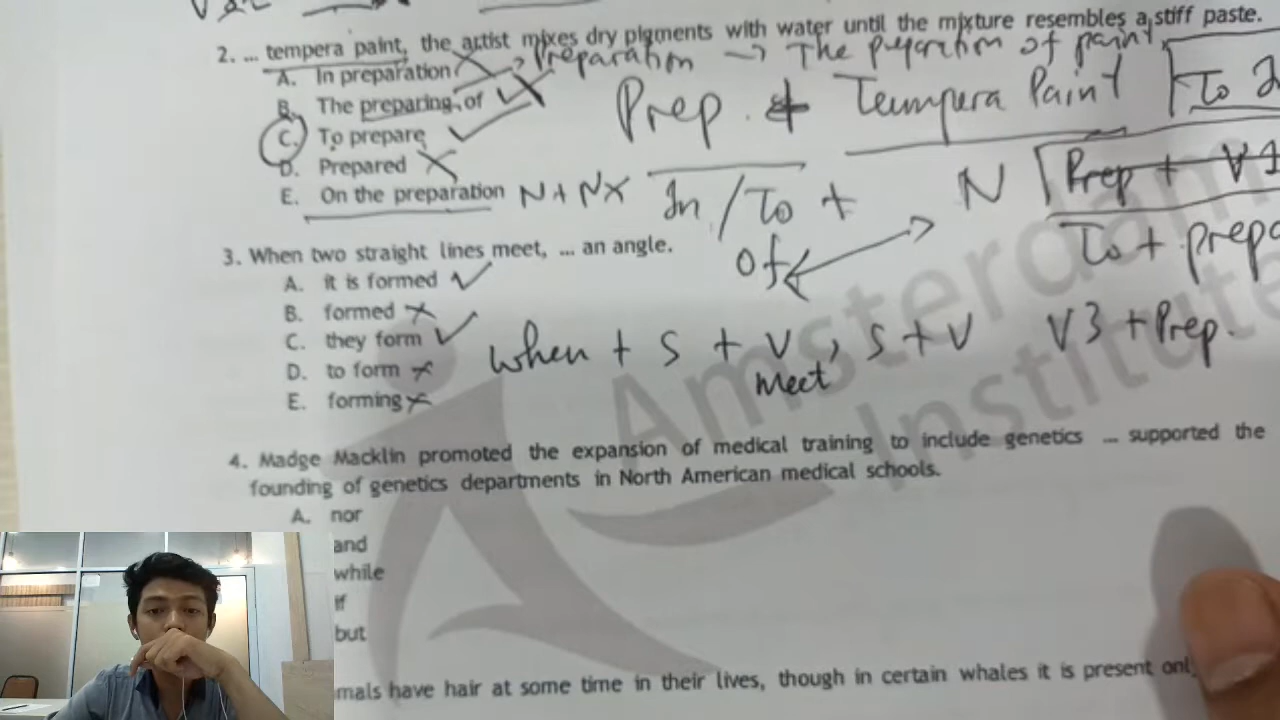 2. ... tempera paint, the artist mixes dry pigments with water until the mixture resembles a stiff paste.
A. In preparation
Preparation → The preparation of paint
B. The preparing of
Prep. + Tempera Paint
To
C. To prepare
D. Prepared
Prep + V1
E. On the preparation N + N x
In / To + N
of
To + prepa
3. When two straight lines meet, ... an angle.
A. it is formed
B. formed
C. they form
When + S + V, S + V V3 + Prep.
meet
D. to form
E. forming
4. Madge Macklin promoted the expansion of medical training to include genetics ... supported the
founding of genetics departments in North American medical schools.
A. nor
and
while
if
but
mals have hair at some time in their lives, though in certain whales it is present onl
Amsterdam
Institute